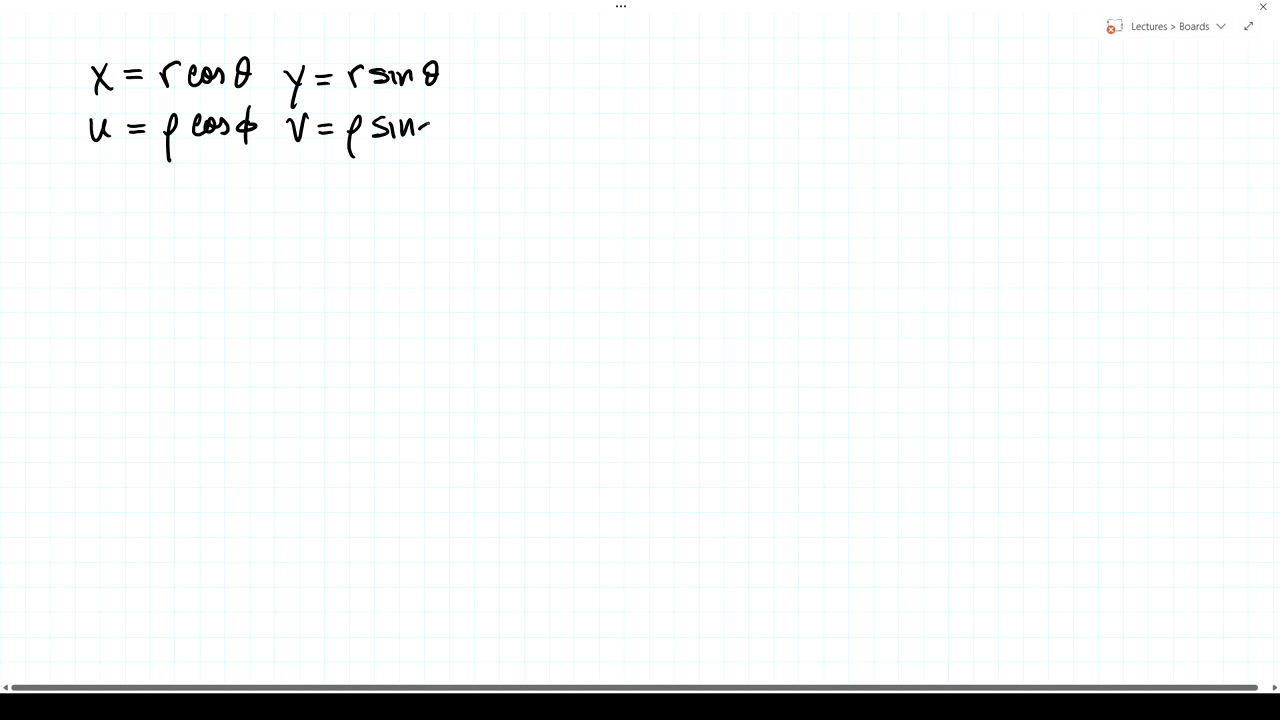 Lectures > Boards
x = r cos θ y = r sin θ
u = ρ cos ϕ v = ρ sin